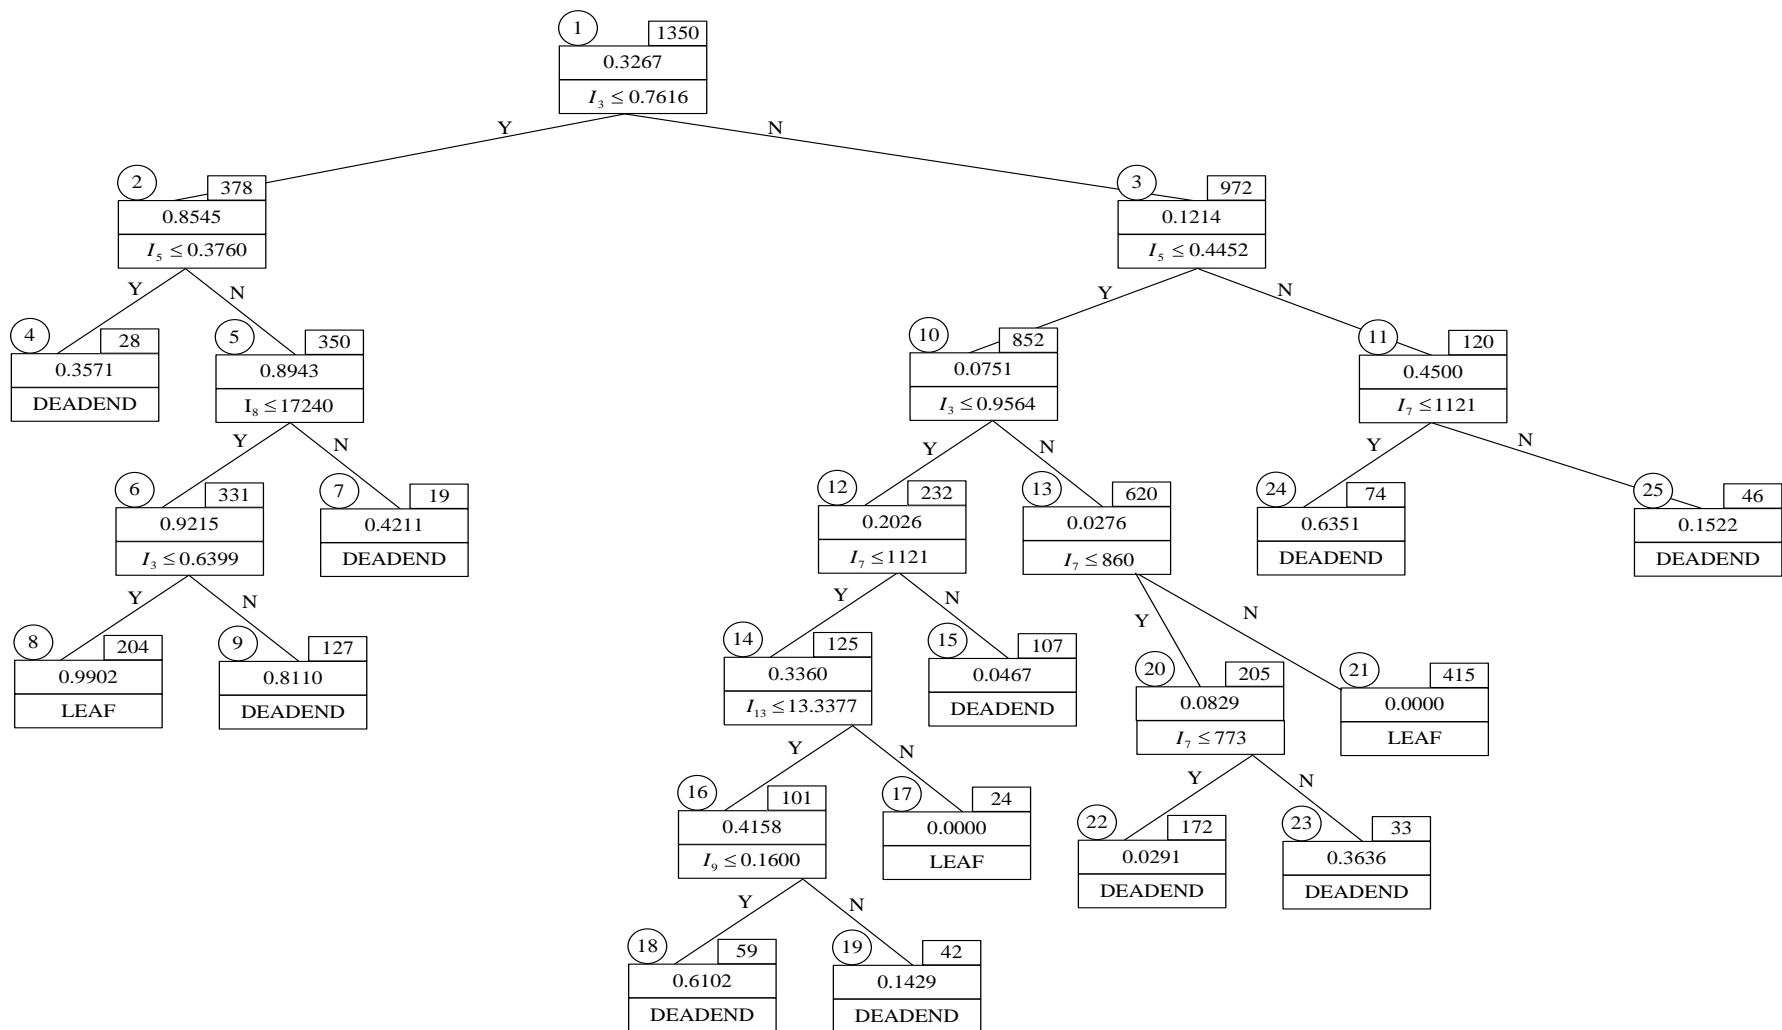 1 1350
0.3267
I₃ ≤ 0.7616
Y N
2 378
0.8545
I₅ ≤ 0.3760
3 972
0.1214
I₅ ≤ 0.4452
Y N
Y N
4 28
0.3571
DEADEND
5 350
0.8943
I₈ ≤ 17240
10 852
0.0751
I₃ ≤ 0.9564
11 120
0.4500
I₇ ≤ 1121
Y N
Y N
Y N
6 331
0.9215
I₃ ≤ 0.6399
7 19
0.4211
DEADEND
12 232
0.2026
I₇ ≤ 1121
13 620
0.0276
I₇ ≤ 860
24 74
0.6351
DEADEND
25 46
0.1522
DEADEND
Y N
Y N
Y N
8 204
0.9902
LEAF
9 127
0.8110
DEADEND
14 125
0.3360
I₁₃ ≤ 13.3377
15 107
0.0467
DEADEND
20 205
0.0829
I₇ ≤ 773
21 415
0.0000
LEAF
Y N
Y N
16 101
0.4158
I₉ ≤ 0.1600
17 24
0.0000
LEAF
22 172
0.0291
DEADEND
23 33
0.3636
DEADEND
Y N
18 59
0.6102
DEADEND
19 42
0.1429
DEADEND